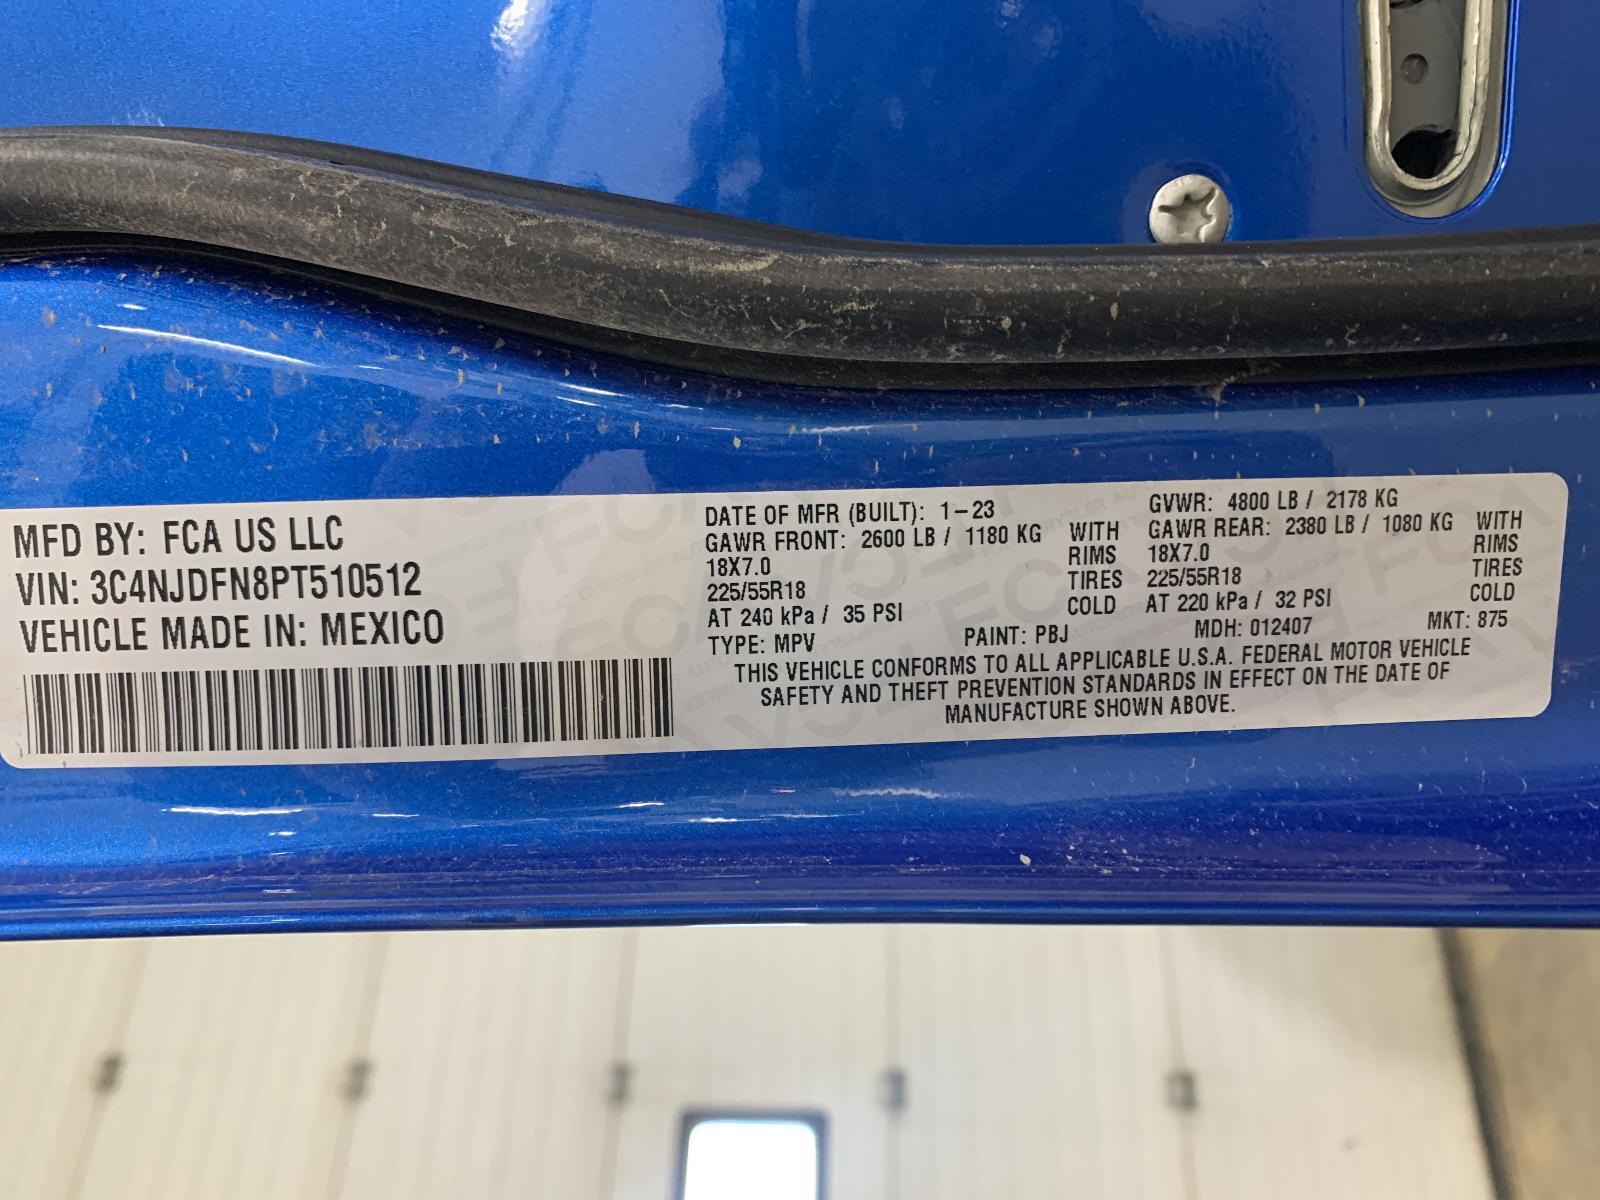 MFD BY: FCA US LLC
VIN: 3C4NJDFN8PT510512
VEHICLE MADE IN: MEXICO
DATE OF MFR (BUILT): 1-23
GAWR FRONT: 2600 LB / 1180 KG WITH
18X7.0 RIMS
225/55R18 TIRES
AT 240 kPa / 35 PSI COLD
GVWR: 4800 LB / 2178 KG
GAWR REAR: 2380 LB / 1080 KG WITH
18X7.0 RIMS
225/55R18 TIRES
AT 220 kPa / 32 PSI COLD
TYPE: MPV PAINT: PBJ MDH: 012407 MKT: 875
THIS VEHICLE CONFORMS TO ALL APPLICABLE U.S.A. FEDERAL MOTOR VEHICLE
SAFETY AND THEFT PREVENTION STANDARDS IN EFFECT ON THE DATE OF
MANUFACTURE SHOWN ABOVE.